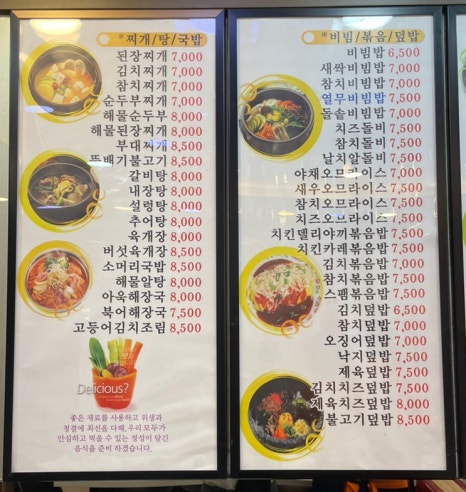 *찌개/탕/국밥
된장찌개 7,000
김치찌개 7,000
참치찌개 7,000
순두부찌개 7,000
해물순두부 8,000
해물된장찌개 8,000
부대찌개 8,500
뚝배기불고기 8,500
갈비탕 8,000
내장탕 8,000
설렁탕 8,000
추어탕 8,000
육개장 8,000
버섯육개장 8,500
소머리국밥 8,500
해물알탕 8,000
아욱해장국 8,000
북어해장국 7,500
고등어김치조림 8,500
Delicious?
좋은 재료를 사용하고 위생과
청결에 최선을 다해, 우리 모두가
안심하고 먹을 수 있는 정성이 담긴
음식을 준비 하겠습니다.
*비빔/볶음/덮밥
비빔밥 6,500
새싹비빔밥 7,000
참치비빔밥 7,000
열무비빔밥 7,500
돌솥비빔밥 7,000
치즈돌비 7,500
참치돌비 7,500
날치알돌비 7,500
야채오므라이스 7,000
새우오므라이스 7,500
참치오므라이스 7,500
치즈오므라이스 7,500
치킨델리야끼볶음밥 7,500
치킨카레볶음밥 7,500
김치볶음밥 7,000
참치볶음밥 7,500
스팸볶음밥 7,500
김치덮밥 6,500
참치덮밥 7,000
오징어덮밥 7,000
낙지덮밥 7,500
제육덮밥 7,500
김치치즈덮밥 7,500
제육치즈덮밥 8,000
불고기덮밥 8,500